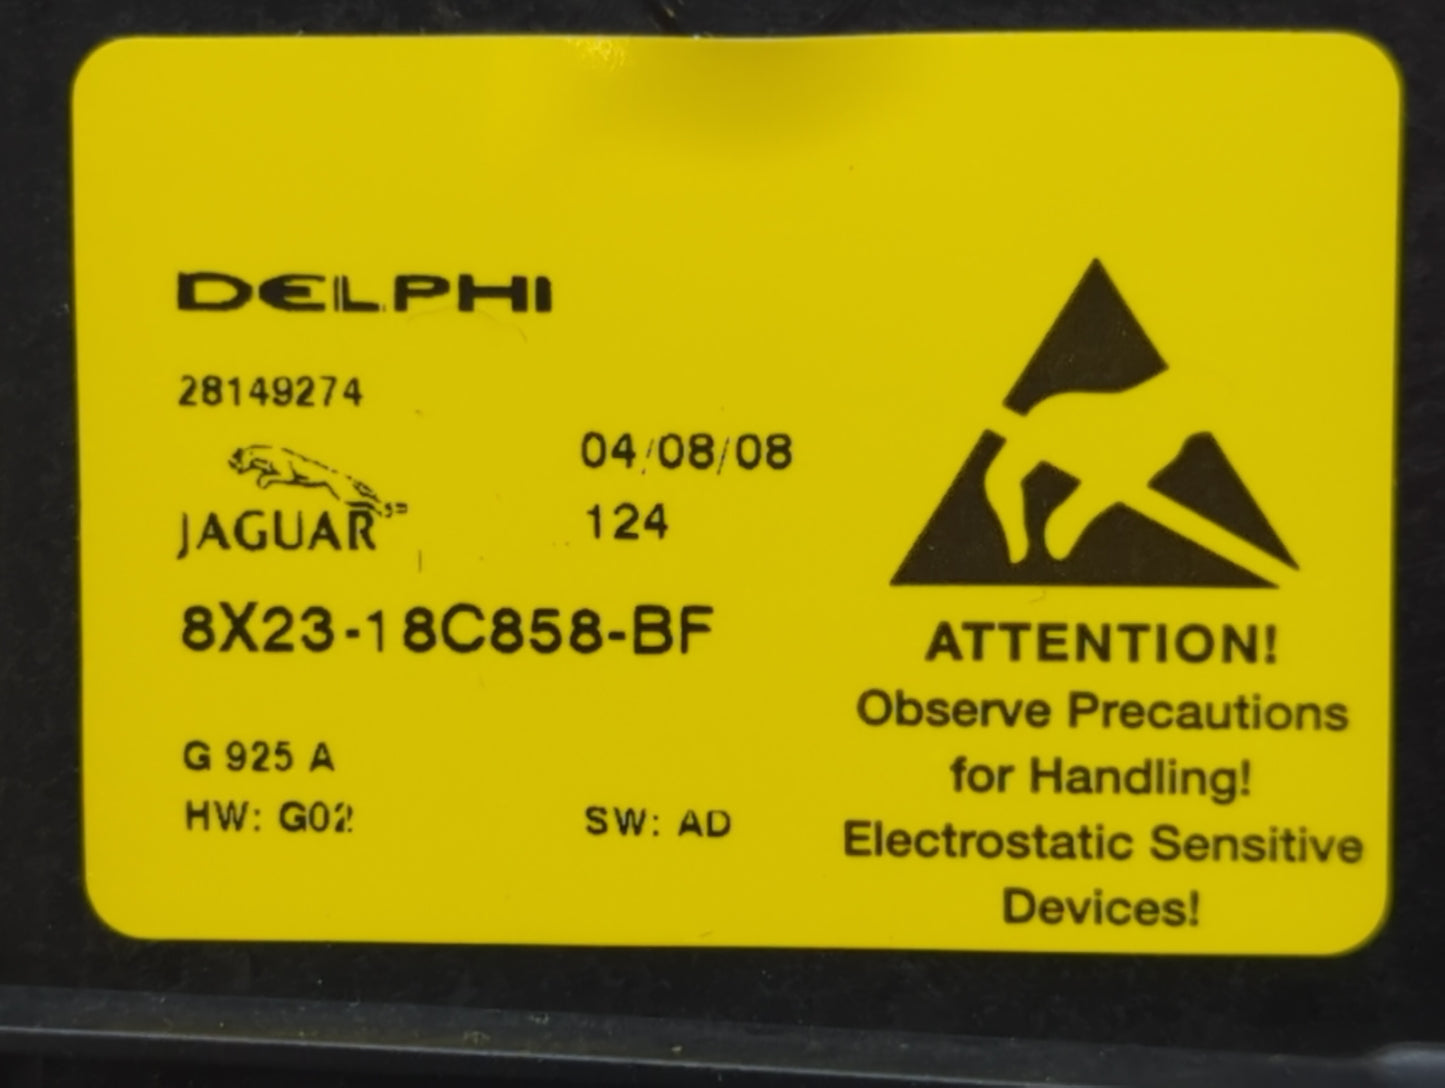 DELPHI
28149274
04/08/08
JAGUAR
124
8X23-18C858-BF
G 925 A
HW: G02
SW: AD
ATTENTION!
Observe Precautions
for Handling!
Electrostatic Sensitive
Devices!